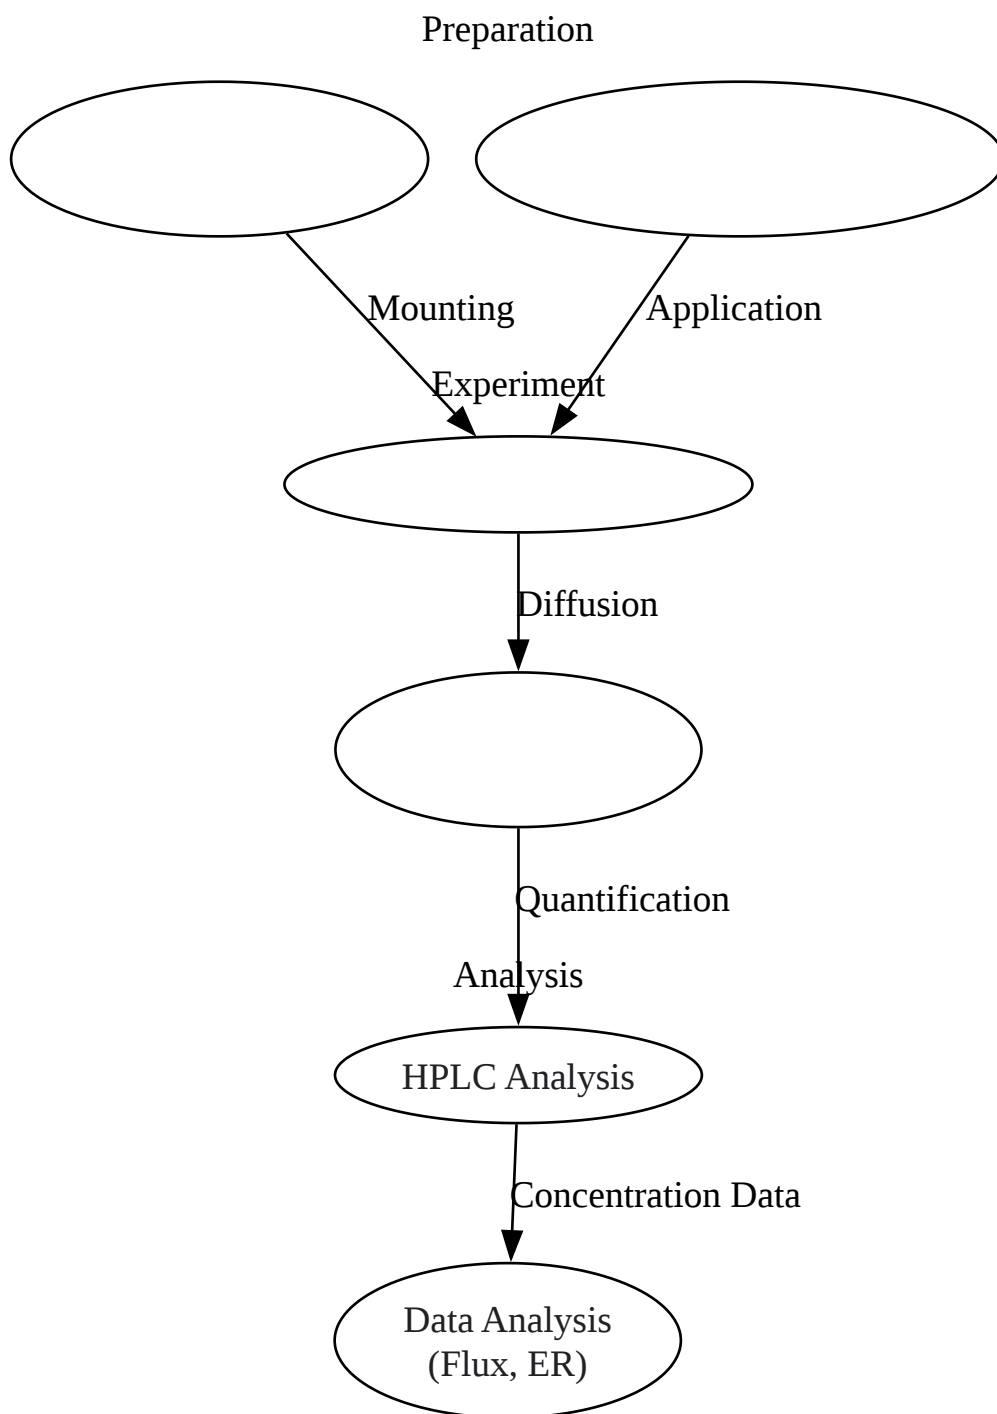 Preparation
Mounting
Application
Experiment
Diffusion
Quantification
Analysis
HPLC Analysis
Concentration Data
Data Analysis
(Flux, ER)